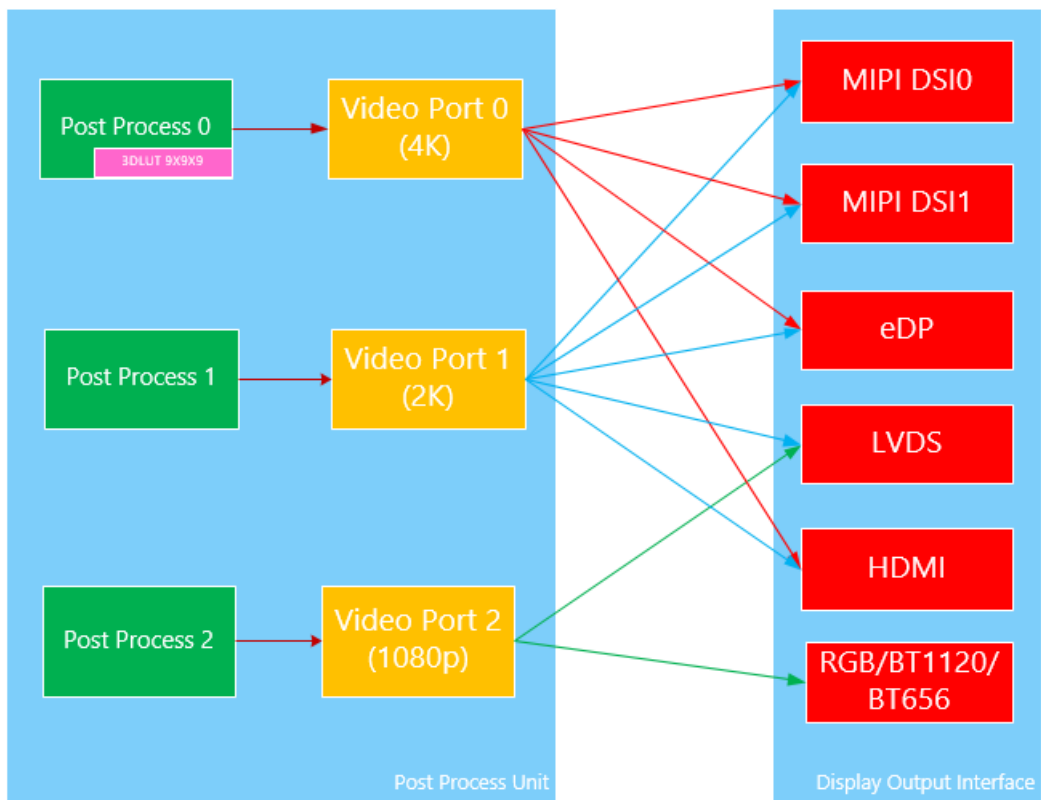 Post Process 0
3DLUT 9X9X9
Video Port 0
(4K)
MIPI DSI0
MIPI DSI1
eDP
Post Process 1
Video Port 1
(2K)
LVDS
HDMI
Post Process 2
Video Port 2
(1080p)
RGB/BT1120/
BT656
Post Process Unit
Display Output Interface